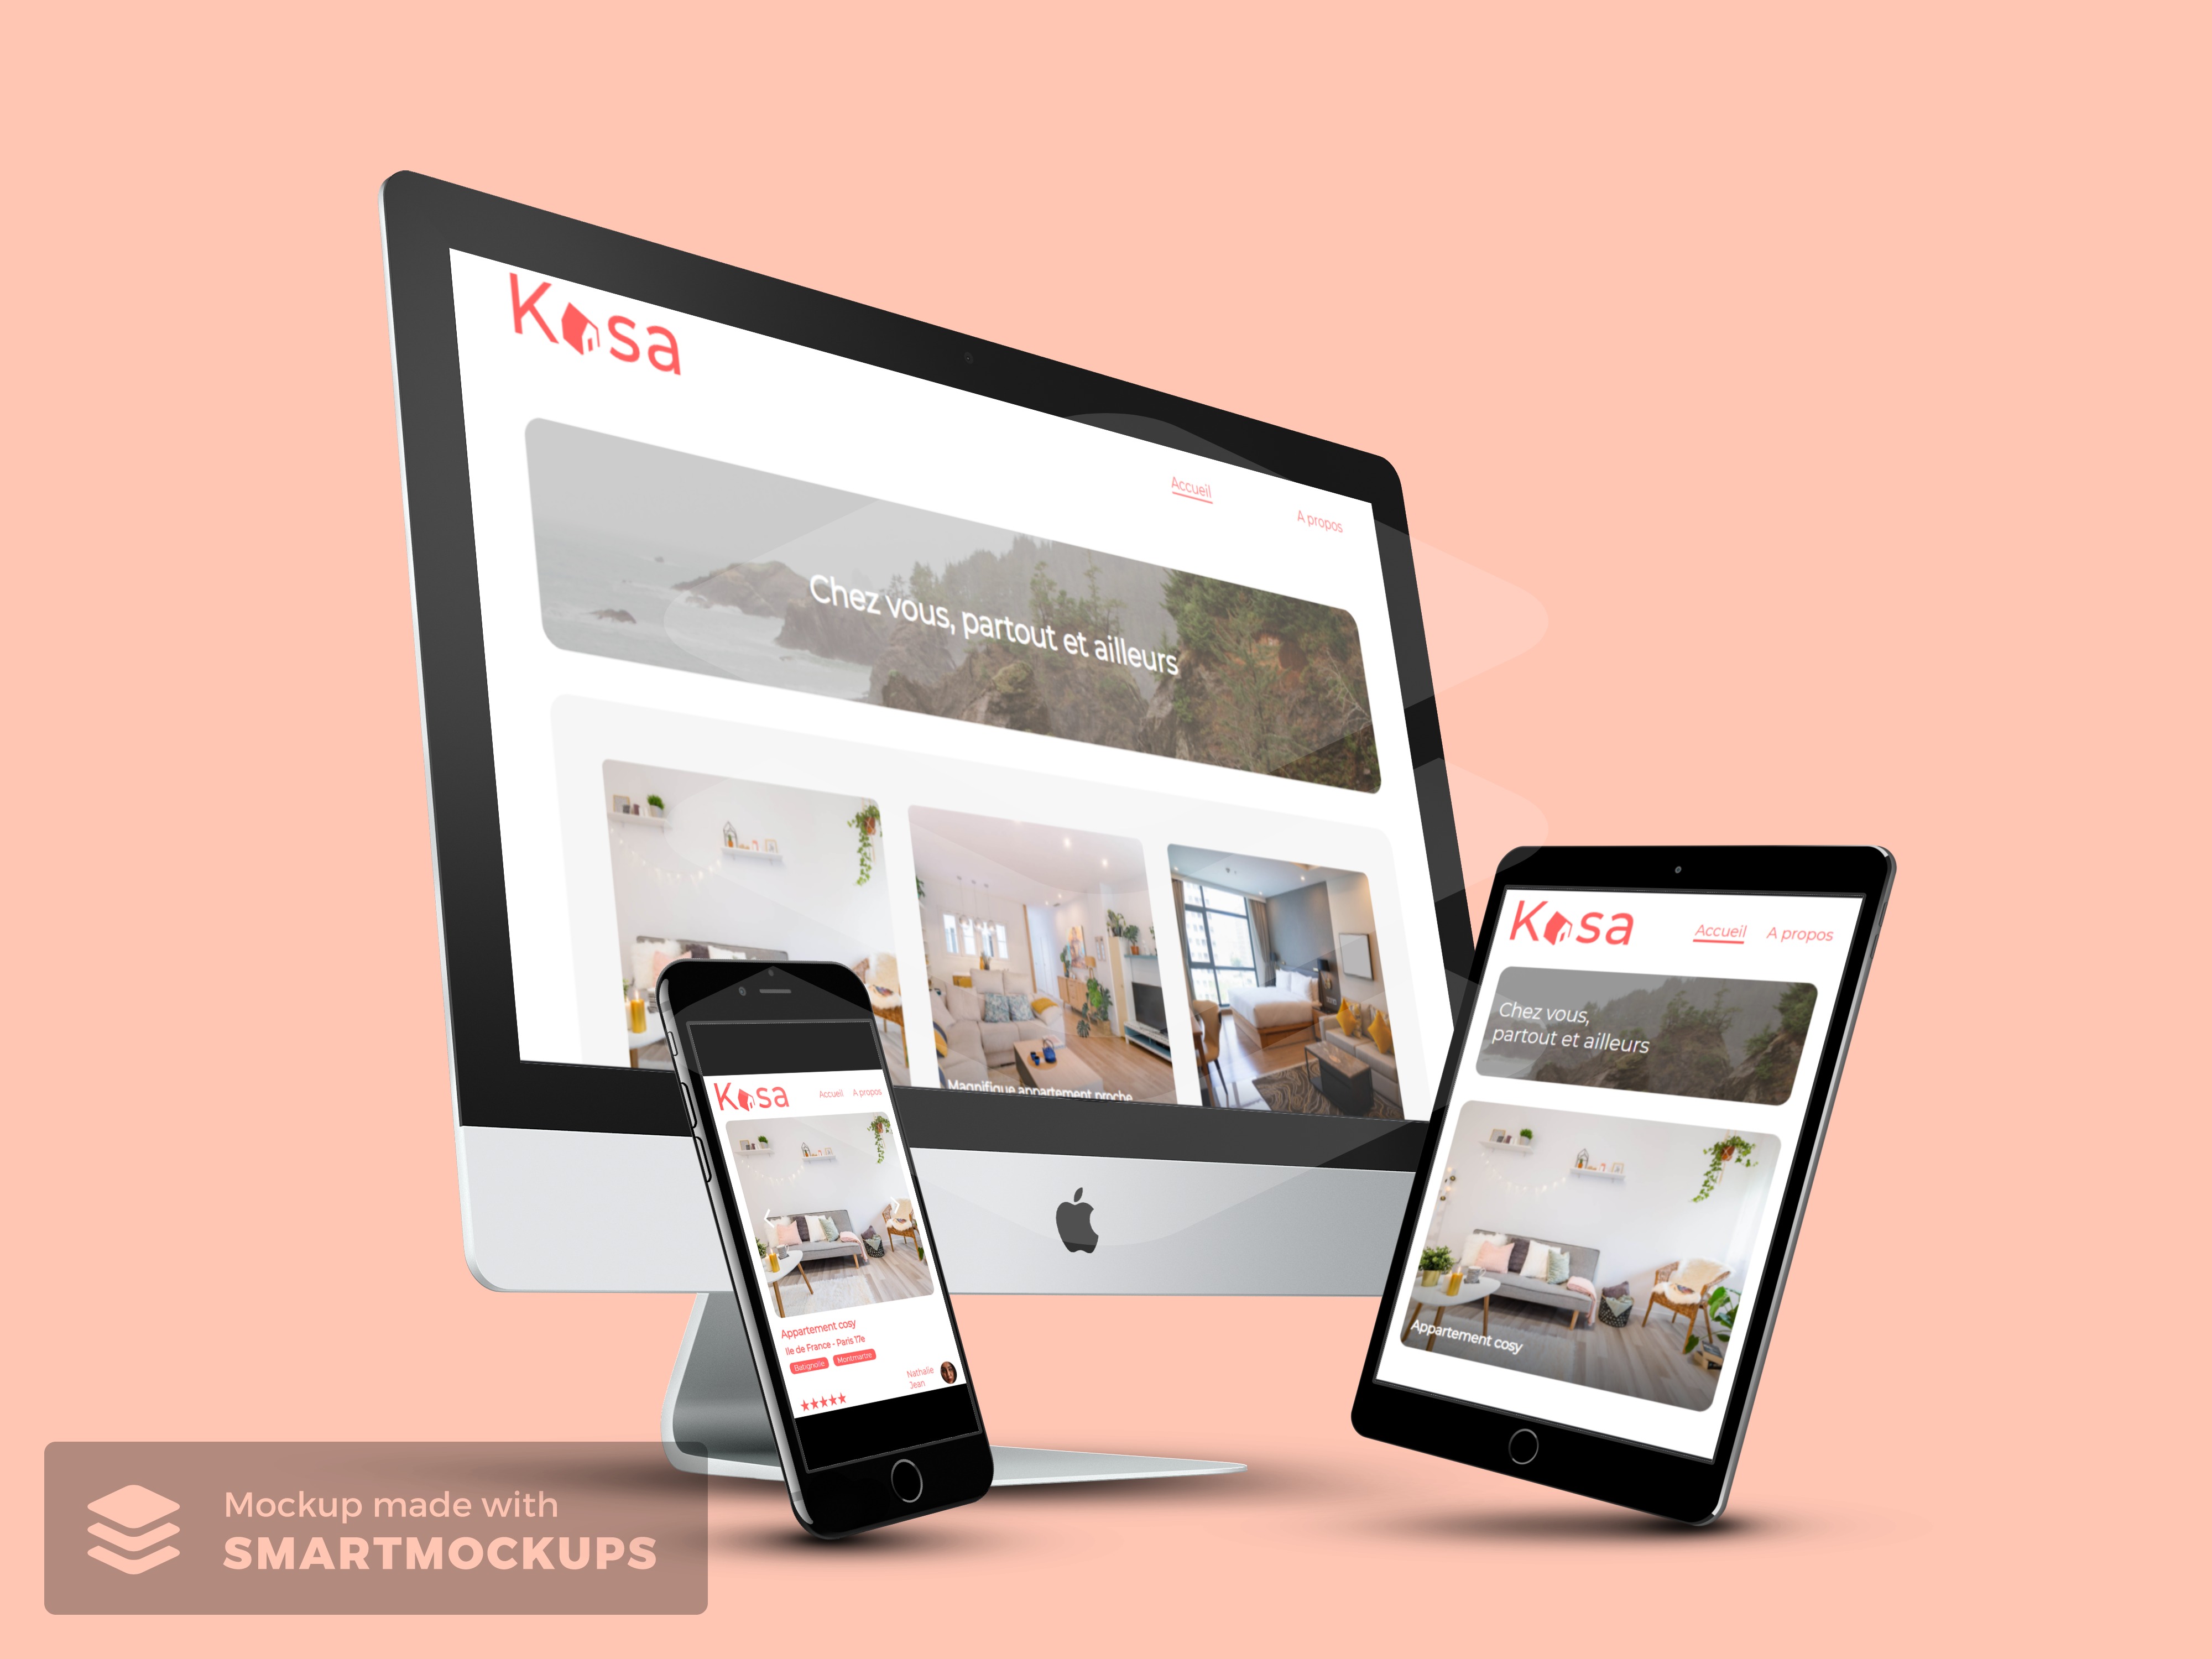 Kasa
Accueil
A propos
Chez vous, partout et ailleurs
Magnifique appartement proche
Kasa
Accueil A propos
Chez vous,
partout et ailleurs
Appartement cosy
Kasa
Accueil A propos
Appartement cosy
Ile de France - Paris 17e
Batignolle Montmartre
Nathalie
Jean
Mockup made with
SMARTMOCKUPS